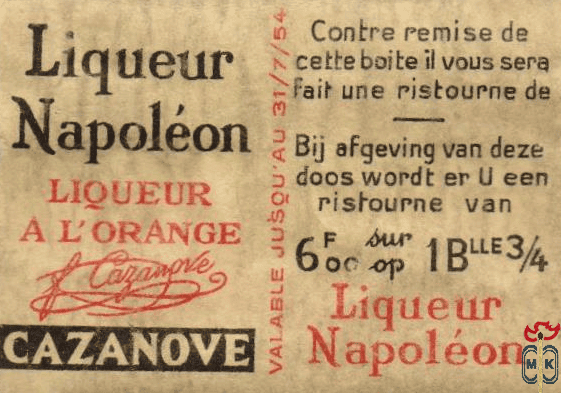 Liqueur
Napoléon
LIQUEUR
A L'ORANGE
J. Cazanove
CAZANOVE
VALABLE JUSQU'AU 31/7/54
Contre remise de
cette boite il vous sera
fait une ristourne de
Bij afgeving van deze
doos wordt er U een
ristourne van
6F00 sur op 1BLLE 3/4
Liqueur
Napoléon
MK